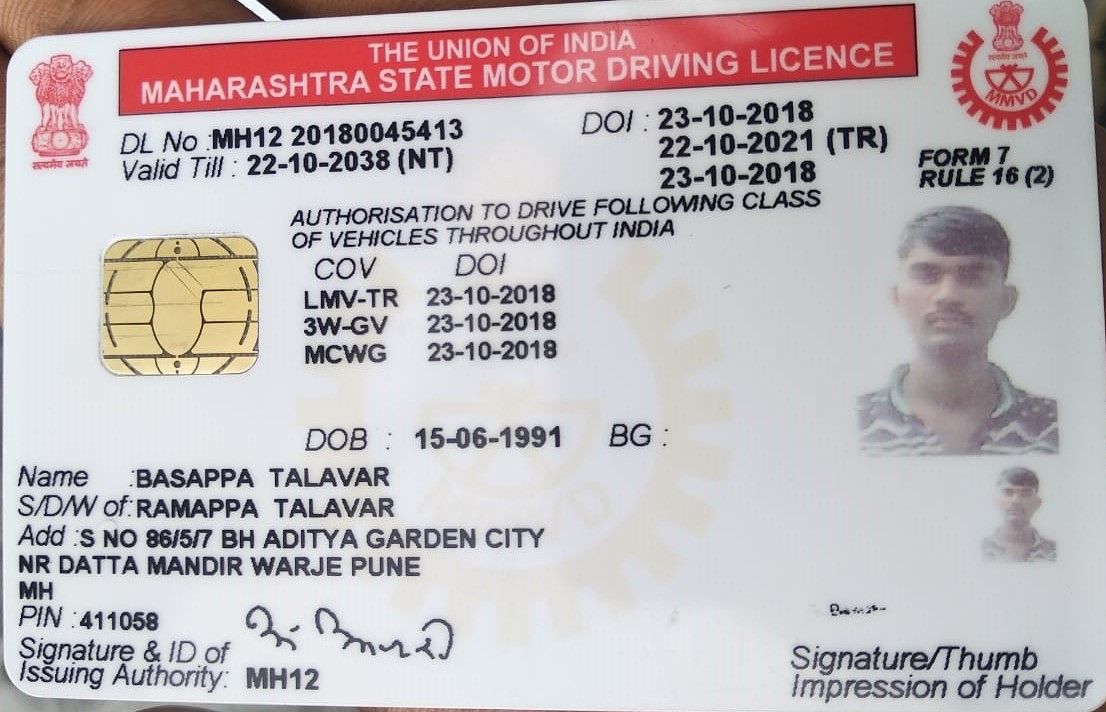 THE UNION OF INDIA
MAHARASHTRA STATE MOTOR DRIVING LICENCE
सत्यमेव जयते
MMVD
DL No :MH12 20180045413
DOI : 23-10-2018
Valid Till : 22-10-2038 (NT)
22-10-2021 (TR)
23-10-2018
FORM 7
RULE 16 (2)
AUTHORISATION TO DRIVE FOLLOWING CLASS
OF VEHICLES THROUGHOUT INDIA
COV DOI
LMV-TR 23-10-2018
3W-GV 23-10-2018
MCWG 23-10-2018
DOB : 15-06-1991 BG :
Name :BASAPPA TALAVAR
S/D/W of:RAMAPPA TALAVAR
Add :S NO 86/5/7 BH ADITYA GARDEN CITY
NR DATTA MANDIR WARJE PUNE
MH
PIN :411058
Signature & ID of
Issuing Authority: MH12
Signature/Thumb
Impression of Holder